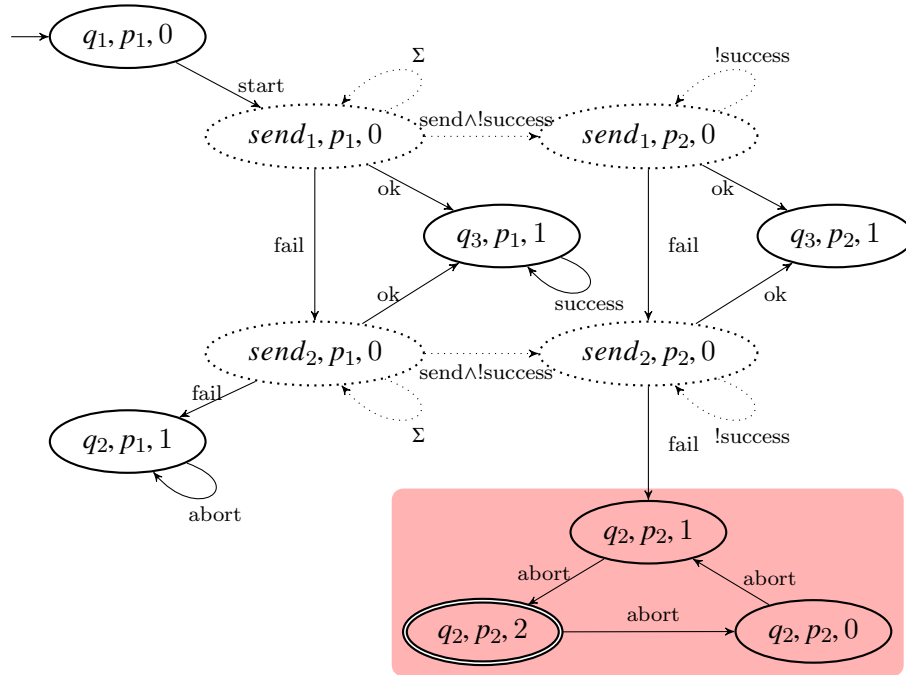 q₁, p₁, 0
start
Σ
!success
send₁, p₁, 0
send∧!success
send₁, p₂, 0
ok
ok
fail
q₃, p₁, 1
fail
q₃, p₂, 1
success
ok
ok
send₂, p₁, 0
send∧!success
send₂, p₂, 0
fail
Σ
!success
q₂, p₁, 1
fail
abort
q₂, p₂, 1
abort
abort
q₂, p₂, 2
abort
q₂, p₂, 0